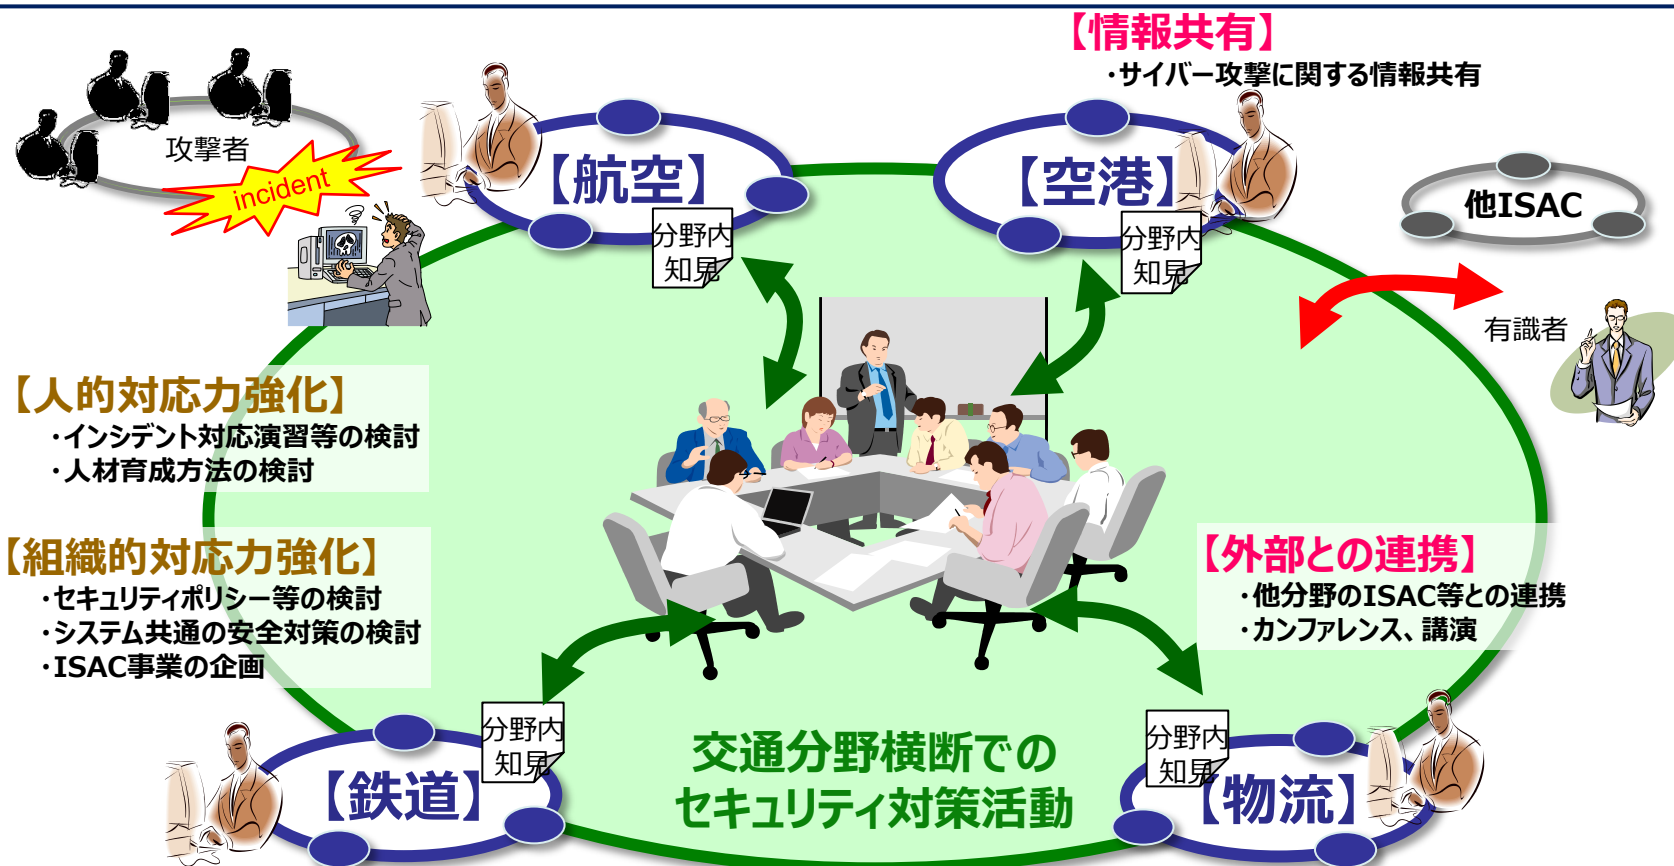 【情報共有】
・サイバー攻撃に関する情報共有
攻撃者
incident
【航空】
分野内
知見
【空港】
分野内
知見
他ISAC
有識者
【人的対応力強化】
・インシデント対応演習等の検討
・人材育成方法の検討
【組織的対応力強化】
・セキュリティポリシー等の検討
・システム共通の安全対策の検討
・ISAC事業の企画
【外部との連携】
・他分野のISAC等との連携
・カンファレンス、講演
【鉄道】
分野内
知見
交通分野横断での
セキュリティ対策活動
分野内
知見
【物流】